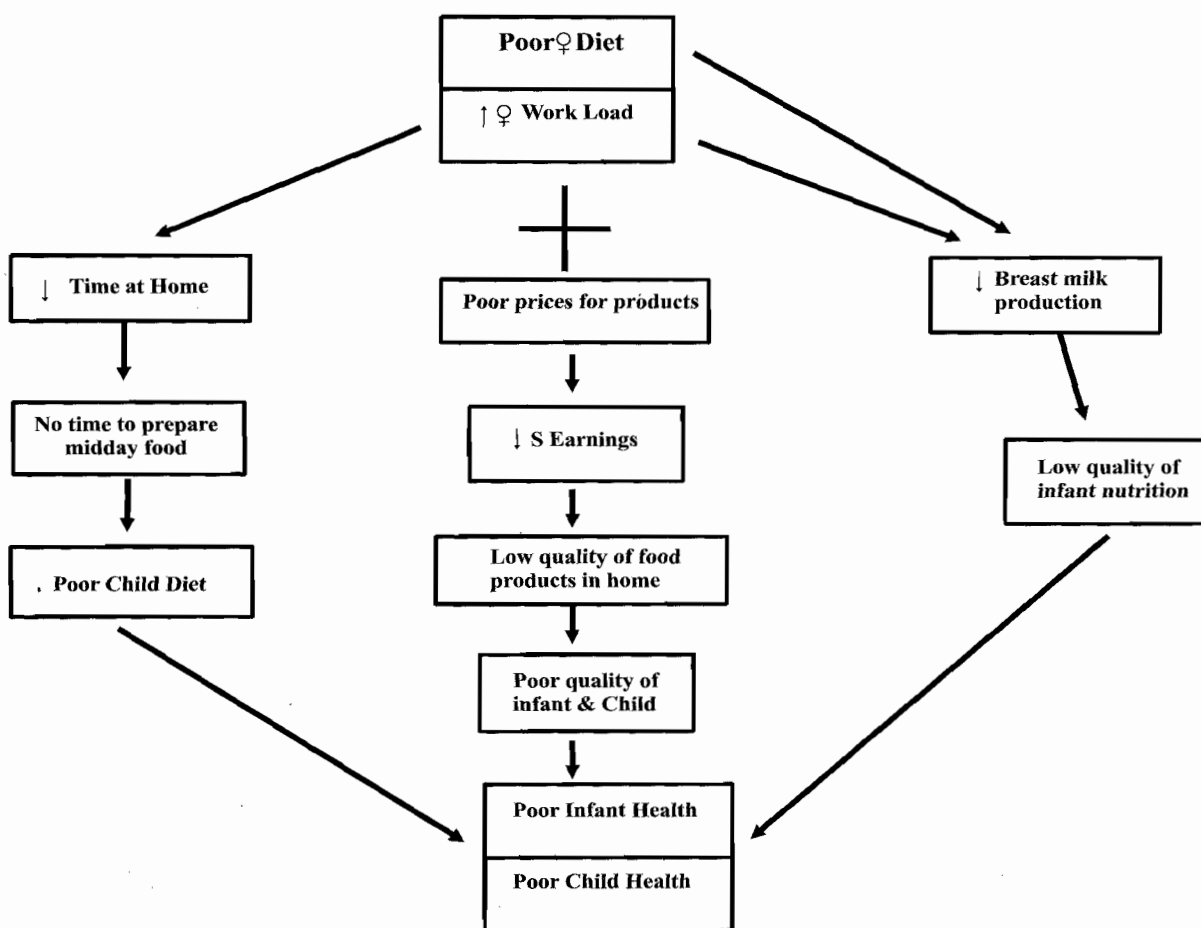 Poor♀ Diet
↑ ♀ Work Load
↓ Time at Home
Poor prices for products
↓ Breast milk
production
No time to prepare
midday food
↓ S Earnings
Low quality of
infant nutrition
Low quality of food
products in home
. Poor Child Diet
Poor quality of
infant & Child
Poor Infant Health
Poor Child Health